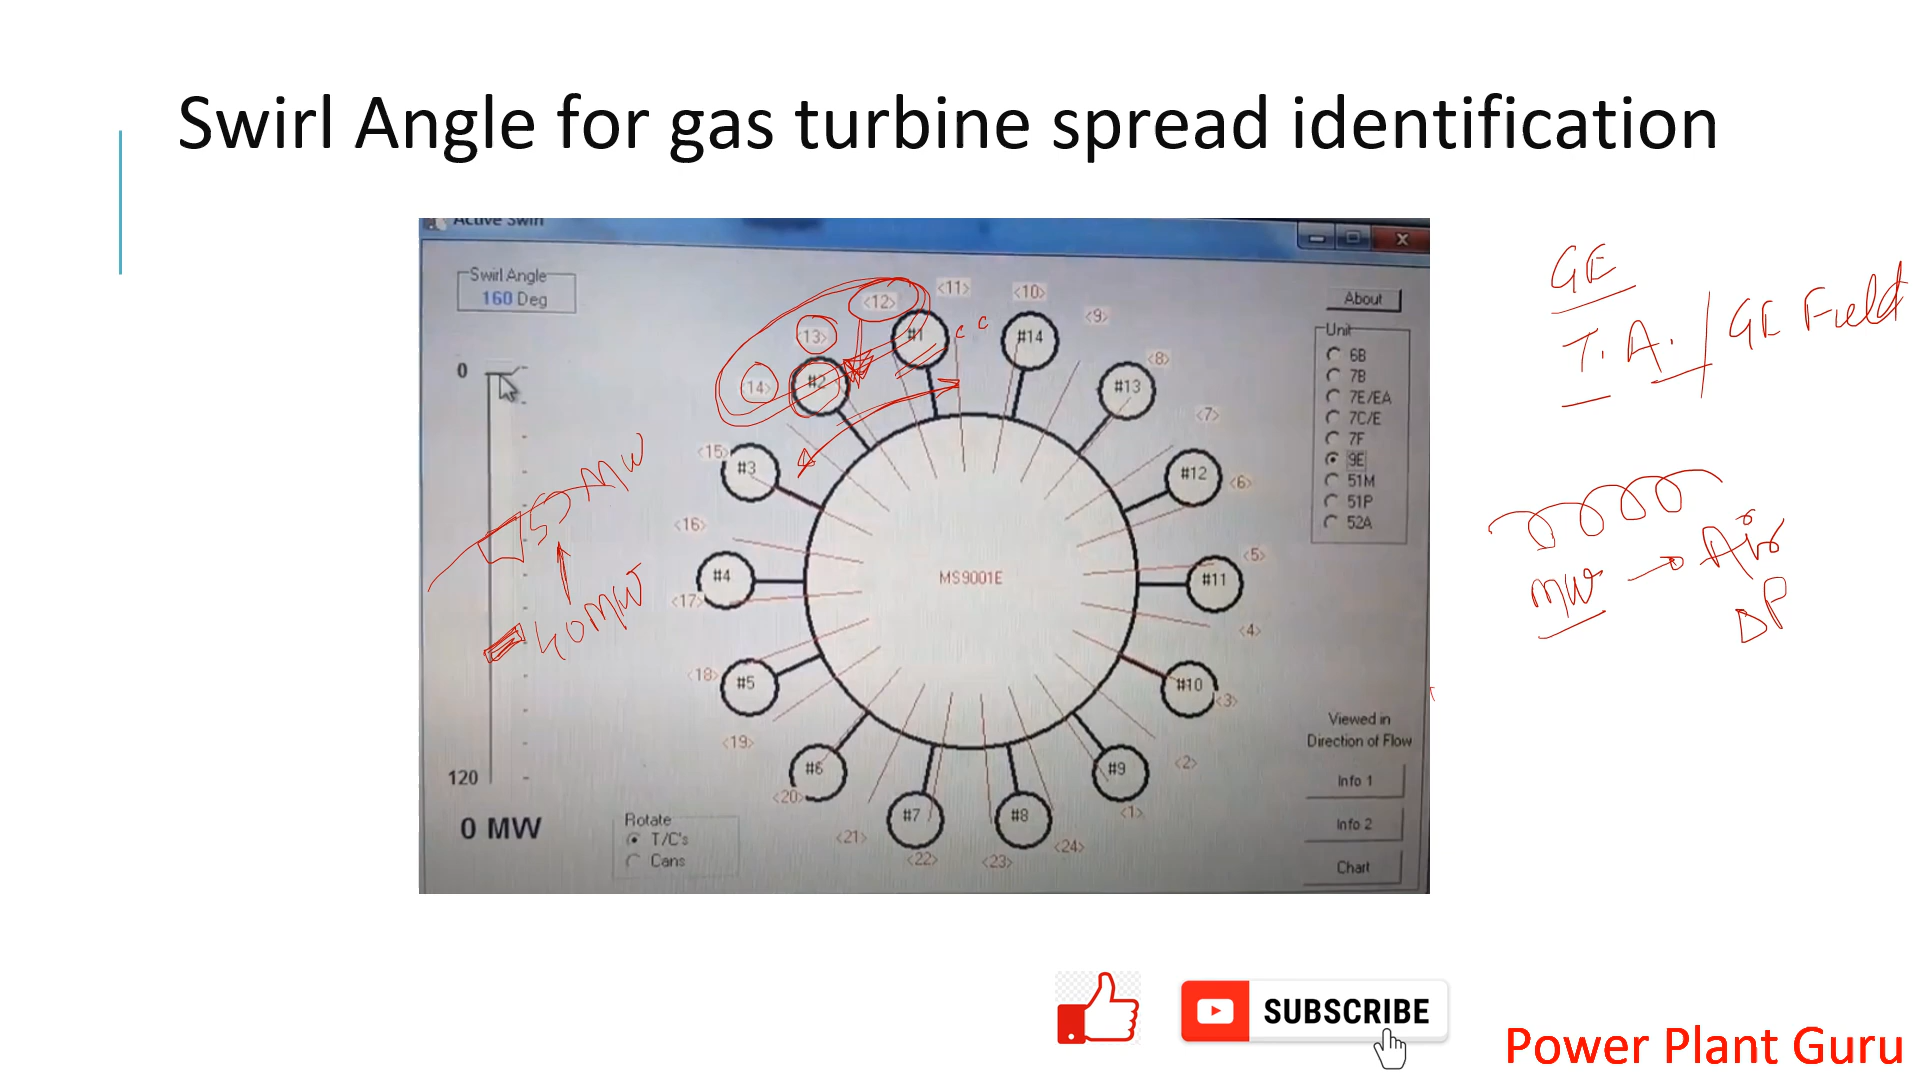 Swirl Angle for gas turbine spread identification
Active Swirl
Swirl Angle
160 Deg
0
120
0 MW
Rotate
T/C's
Cans
<11>
<10>
<12>
<9>
<13>
<8>
<14>
<7>
<15>
<6>
<16>
<5>
<17>
<4>
<18>
<3>
<19>
<2>
<20>
<1>
<21>
<22>
<23>
<24>
#1
#14
#2
#13
#3
#12
#4
#11
#5
#10
#6
#9
#7
#8
MS9001E
c c
About
Unit
6B
7B
7E/EA
7C/E
7F
9E
51M
51P
52A
Viewed in
Direction of Flow
Info 1
Info 2
Chart
MW
40MW
GE
T. A. / GE Field
MW → Air
DP
SUBSCRIBE
Power Plant Guru